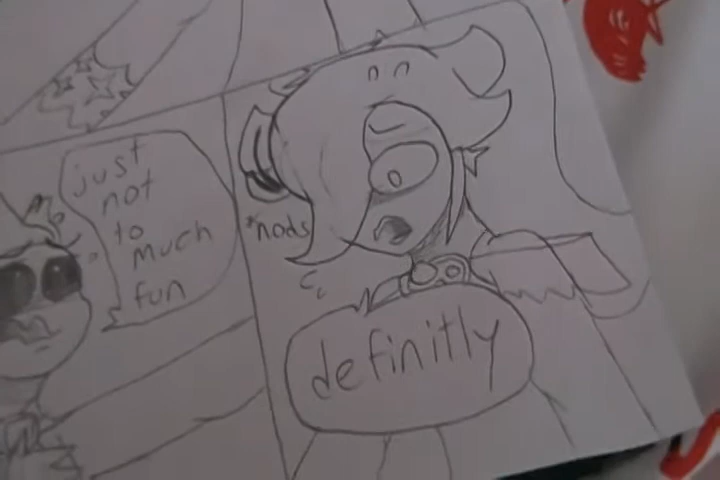 just
not
to
much
fun
*nods
definitly